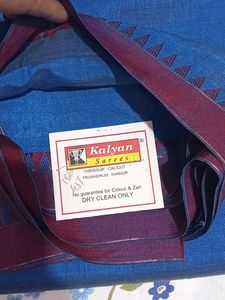 Kalyan
Sarees
THRISSUR CALICUT
TRIVANDRUM KANNUR
No guarantee for Colour & Zari
DRY CLEAN ONLY